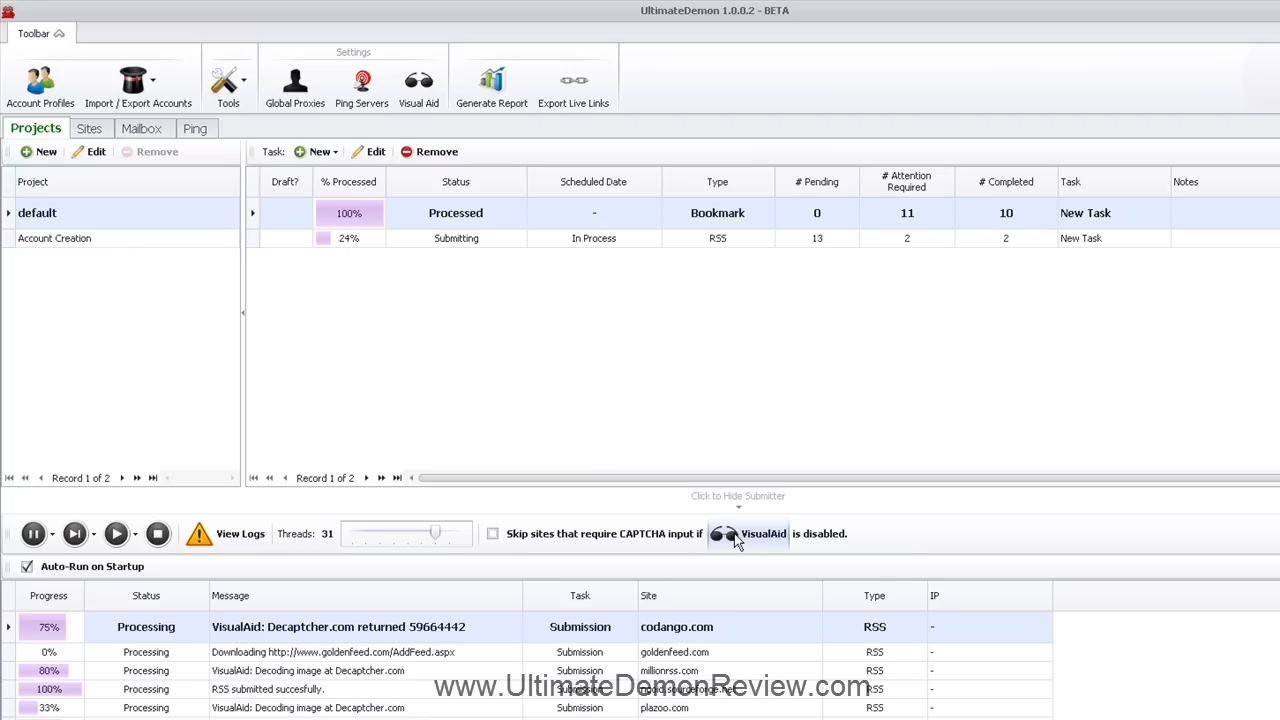 UltimateDemon 1.0.0.2 - BETA
Toolbar
Settings
Account Profiles Import / Export Accounts Tools Global Proxies Ping Servers Visual Aid Generate Report Export Live Links
Projects Sites Mailbox Ping
New Edit Remove Task: New Edit Remove
Project Draft? % Processed Status Scheduled Date Type # Pending # Attention Required # Completed Task Notes
default 100% Processed - Bookmark 0 11 10 New Task
Account Creation 24% Submitting In Process RSS 13 2 2 New Task
Record 1 of 2 Record 1 of 2
Click to Hide Submitter
View Logs Threads: 31 Skip sites that require CAPTCHA input if VisualAid is disabled.
Auto-Run on Startup
Progress Status Message Task Site Type IP
75% Processing VisualAid: Decaptcher.com returned 59664442 Submission codango.com RSS -
0% Processing Downloading http://www.goldenfeed.com/AddFeed.aspx Submission goldenfeed.com RSS -
80% Processing VisualAid: Decoding image at Decaptcher.com Submission millionrss.com RSS -
100% Processing RSS submitted succesfully. RSS -
www.UltimateDemonReview.com
33% Processing VisualAid: Decoding image at Decaptcher.com Submission plazoo.com RSS -